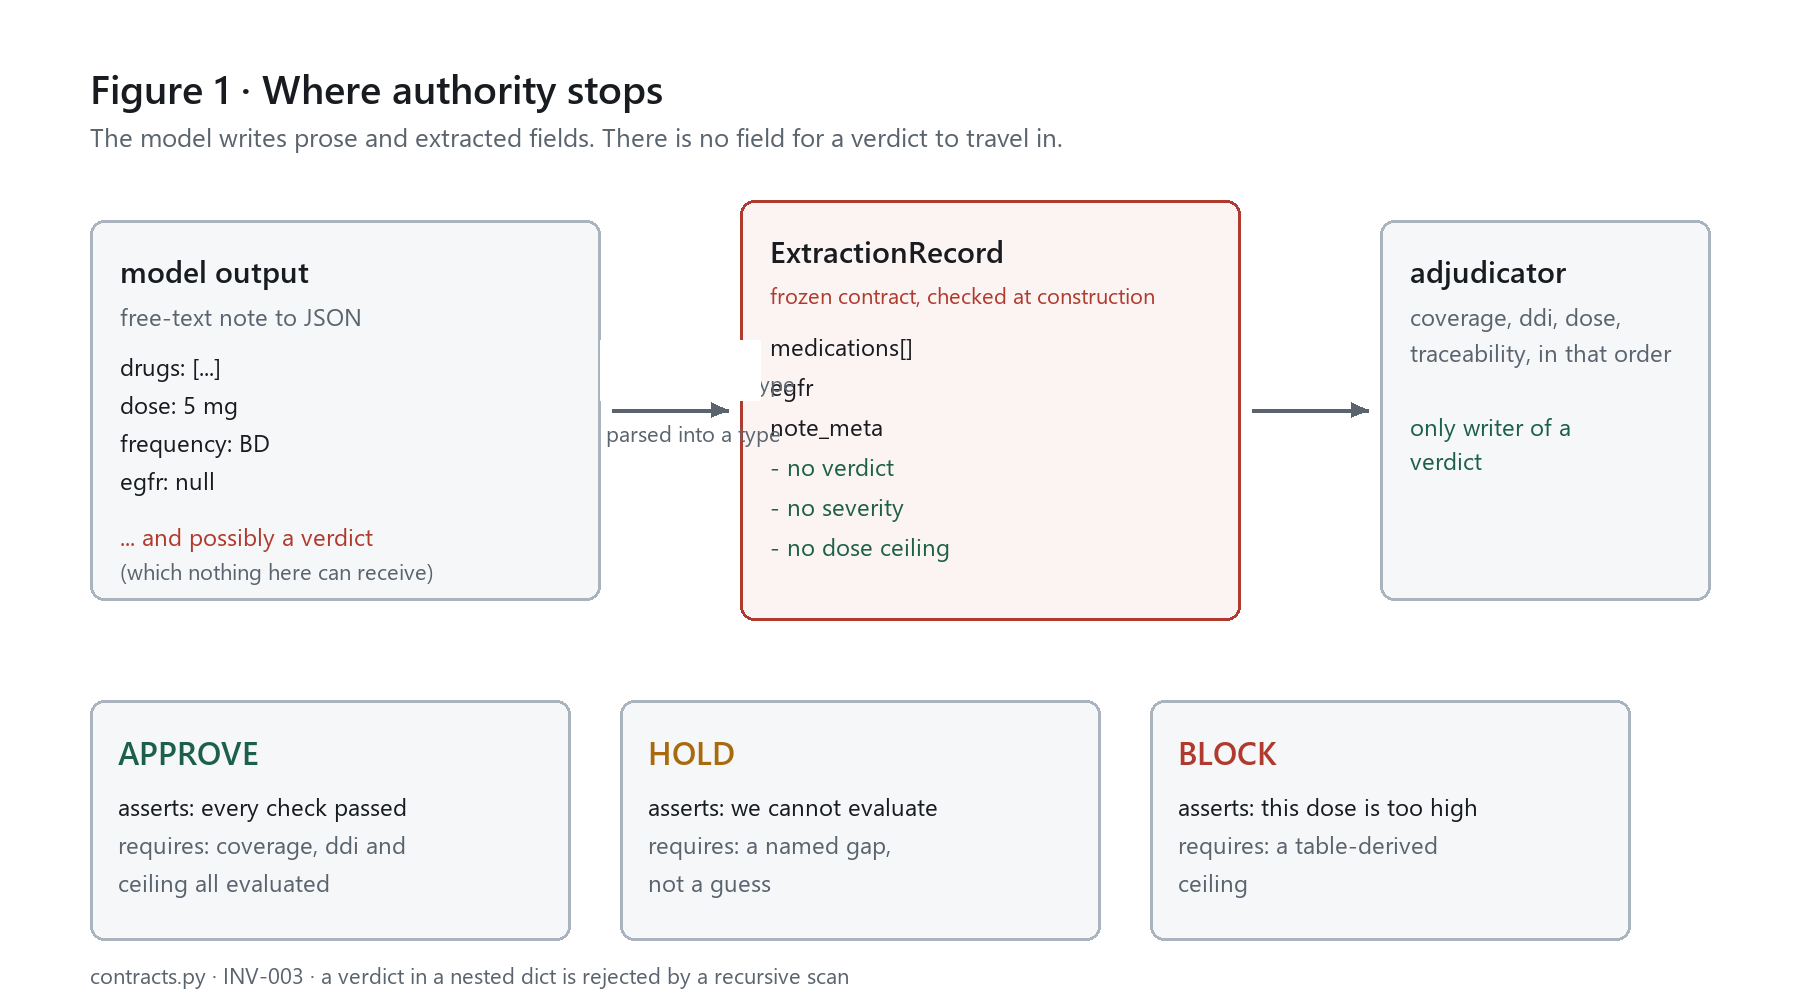 Figure 1 · Where authority stops
The model writes prose and extracted fields. There is no field for a verdict to travel in.
model output
free-text note to JSON
drugs: [...]
dose: 5 mg
frequency: BD
egfr: null
... and possibly a verdict
(which nothing here can receive)
parsed into a type
ExtractionRecord
frozen contract, checked at construction
medications[]
egfr
note_meta
- no verdict
- no severity
- no dose ceiling
adjudicator
coverage, ddi, dose,
traceability, in that order
only writer of a
verdict
APPROVE
asserts: every check passed
requires: coverage, ddi and
ceiling all evaluated
HOLD
asserts: we cannot evaluate
requires: a named gap,
not a guess
BLOCK
asserts: this dose is too high
requires: a table-derived
ceiling
contracts.py · INV-003 · a verdict in a nested dict is rejected by a recursive scan